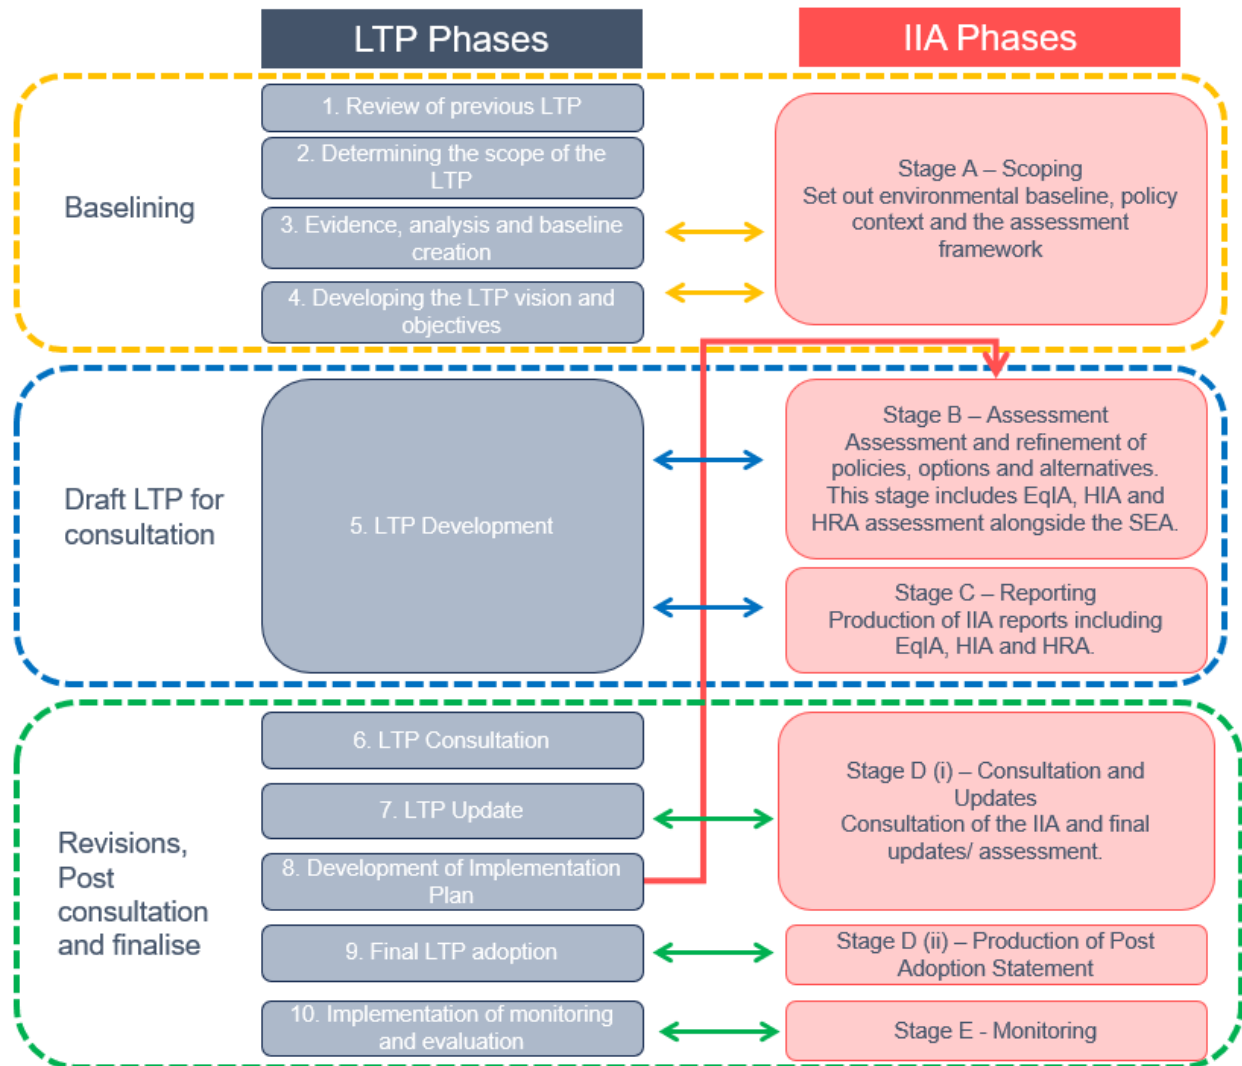 LTP Phases
IIA Phases
Baselining
1. Review of previous LTP
2. Determining the scope of the
LTP
3. Evidence, analysis and baseline
creation
4. Developing the LTP vision and
objectives
Stage A – Scoping
Set out environmental baseline, policy
context and the assessment
framework
Draft LTP for
consultation
5. LTP Development
Stage B – Assessment
Assessment and refinement of
policies, options and alternatives.
This stage includes EqIA, HIA and
HRA assessment alongside the SEA.
Stage C – Reporting
Production of IIA reports including
EqIA, HIA and HRA.
Revisions,
Post
consultation
and finalise
6. LTP Consultation
7. LTP Update
8. Development of Implementation
Plan
9. Final LTP adoption
10. Implementation of monitoring
and evaluation
Stage D (i) – Consultation and
Updates
Consultation of the IIA and final
updates/ assessment.
Stage D (ii) – Production of Post
Adoption Statement
Stage E - Monitoring